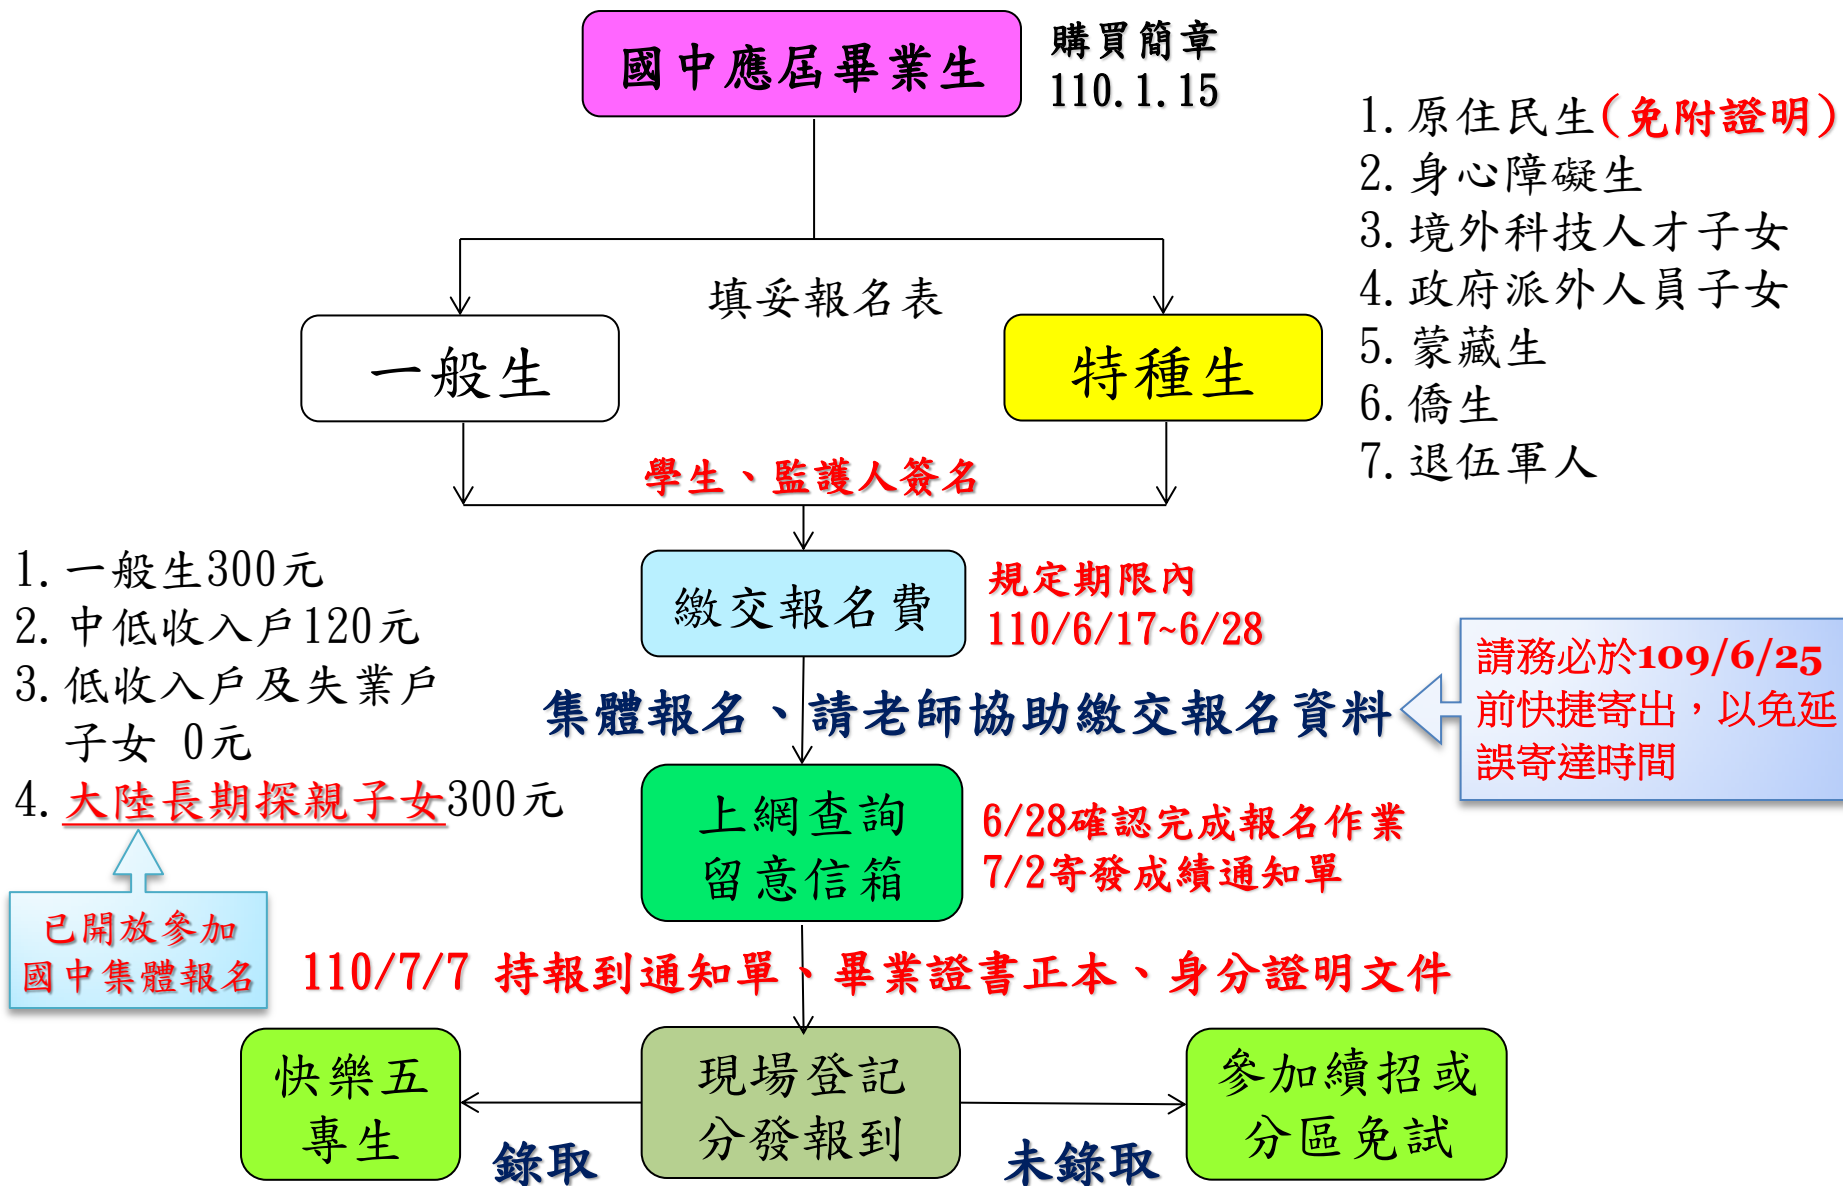 國中應屆畢業生
購買簡章
110.1.15
1.原住民生(免附證明)
2.身心障礙生
3.境外科技人才子女
4.政府派外人員子女
5.蒙藏生
6.僑生
7.退伍軍人
填妥報名表
一般生
特種生
學生、監護人簽名
1.一般生300元
2.中低收入戶120元
3.低收入戶及失業戶
子女 0元
4.大陸長期探親子女300元
繳交報名費
規定期限內
110/6/17~6/28
請務必於109/6/25
前快捷寄出，以免延
誤寄達時間
集體報名、請老師協助繳交報名資料
上網查詢
留意信箱
6/28確認完成報名作業
7/2寄發成績通知單
已開放參加
國中集體報名
110/7/7 持報到通知單、畢業證書正本、身分證明文件
快樂五
專生
錄取
現場登記
分發報到
未錄取
參加續招或
分區免試